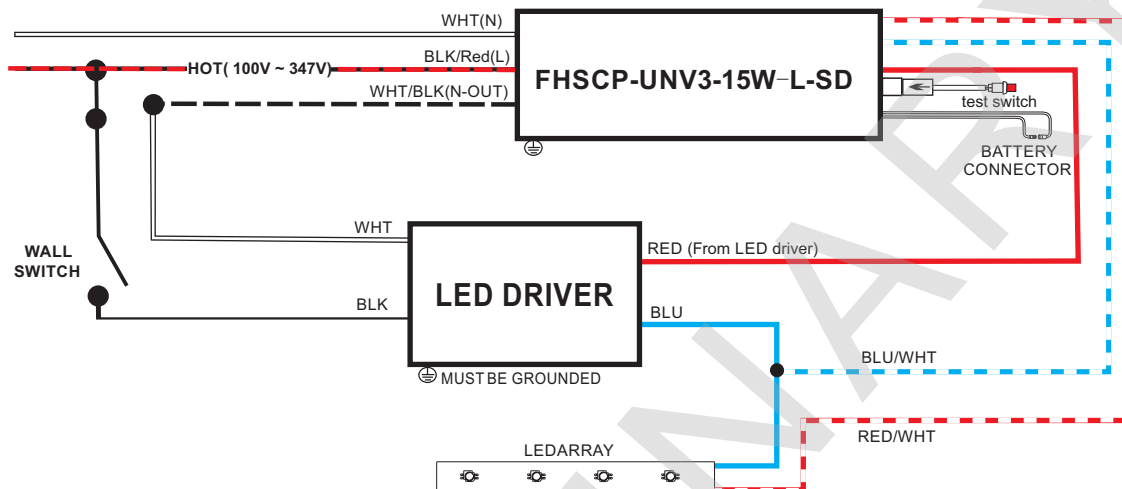 WHT(N)
BLK/Red(L)
HOT( 100V ~ 347V)
WHT/BLK(N-OUT)
FHSCP-UNV3-15W-L-SD
test switch
BATTERY
CONNECTOR
WHT
RED (From LED driver)
WALL
SWITCH
LED DRIVER
BLK
BLU
BLU/WHT
MUST BE GROUNDED
RED/WHT
LEDARRAY